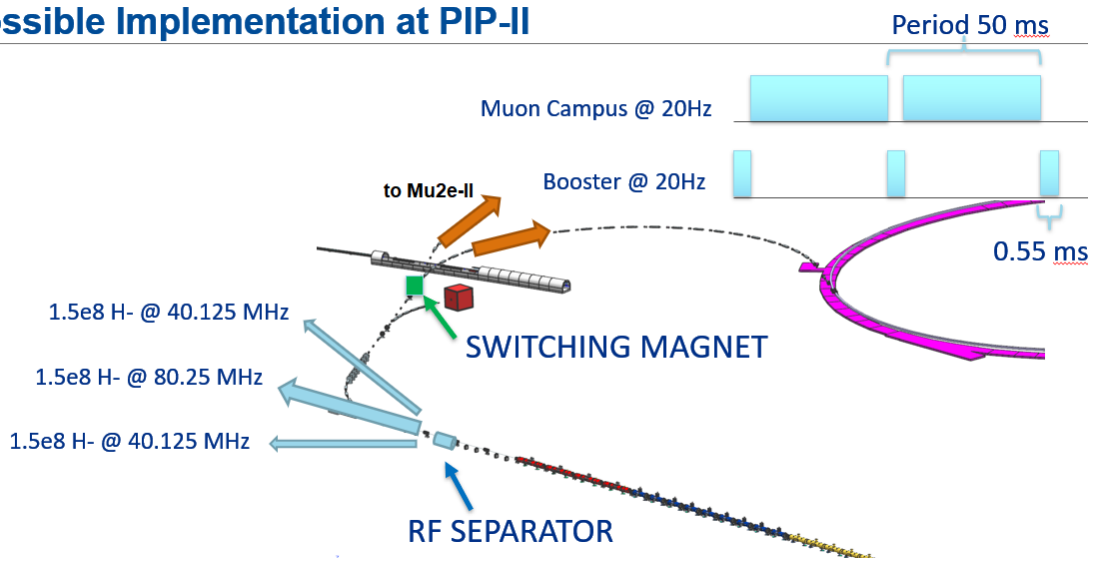 ssible Implementation at PIP-II
Period 50 ms
Muon Campus @ 20Hz
Booster @ 20Hz
to Mu2e-II
0.55 ms
1.5e8 H- @ 40.125 MHz
SWITCHING MAGNET
1.5e8 H- @ 80.25 MHz
1.5e8 H- @ 40.125 MHz
RF SEPARATOR